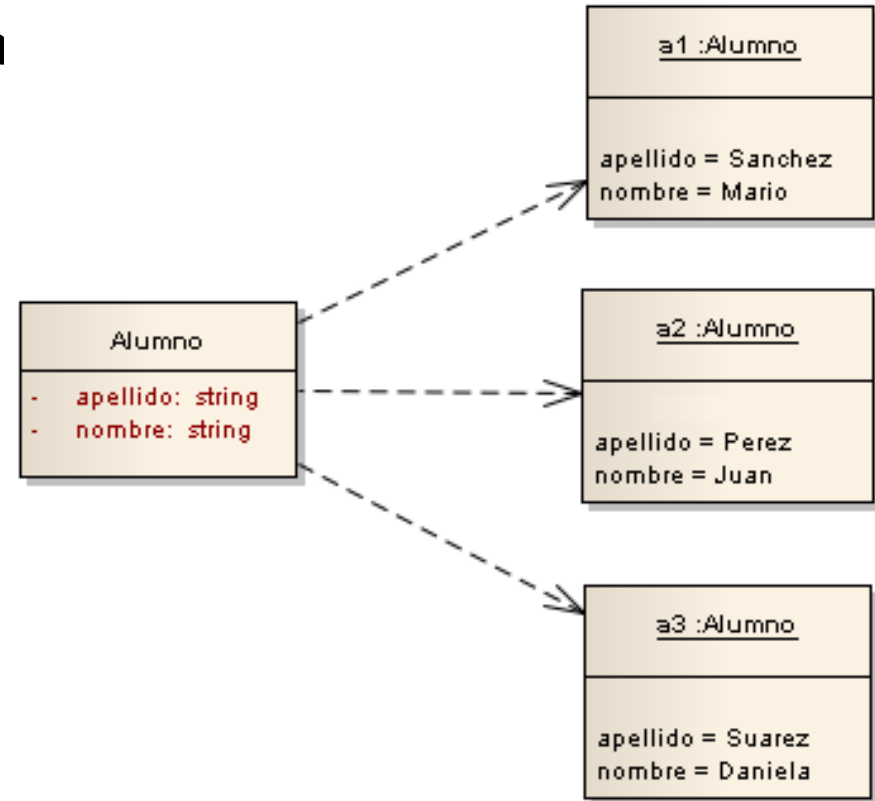 a1 :Alumno
apellido = Sanchez
nombre = Mario
Alumno
- apellido: string
- nombre: string
a2 :Alumno
apellido = Perez
nombre = Juan
a3 :Alumno
apellido = Suarez
nombre = Daniela